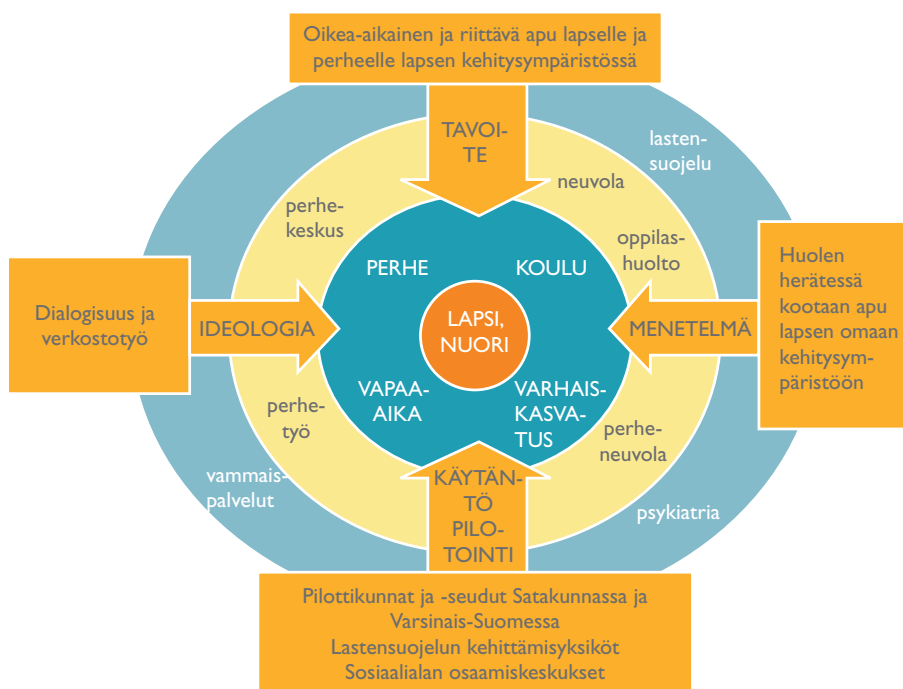 Oikea-aikainen ja riittävä apu lapselle ja
perheelle lapsen kehitysympäristössä
TAVOI-
TE
lasten-
suojelu
neuvola
perhe-
keskus
oppilas-
huolto
PERHE
KOULU
Dialogisuus ja
verkostotyö
IDEOLOGIA
LAPSI,
NUORI
MENETELMÄ
Huolen
herätessä
kootaan apu
lapsen omaan
kehitysym-
päristöön
VAPAA-
AIKA
VARHAIS-
KASVA-
TUS
perhe-
työ
perhe-
neuvola
vammais-
palvelut
psykiatria
KÄYTÄN-
TÖ
PILO-
TOINTI
Pilottikunnat ja -seudut Satakunnassa ja
Varsinais-Suomessa
Lastensuojelun kehittämisyksiköt
Sosiaalialan osaamiskeskukset